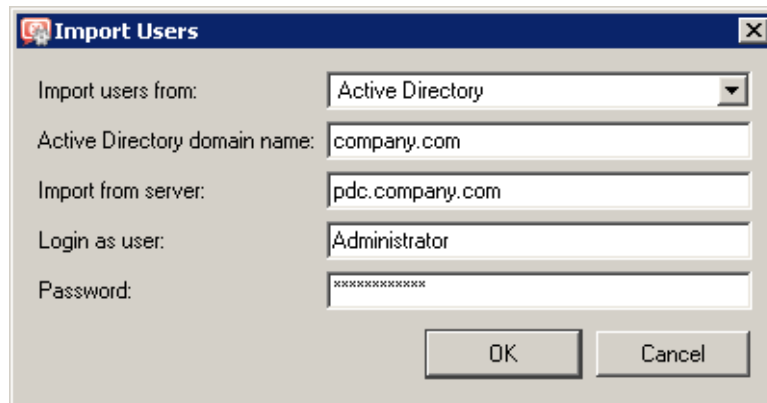 Import Users
Import users from: Active Directory
Active Directory domain name: company.com
Import from server: pdc.company.com
Login as user: Administrator
Password: ************
OK Cancel